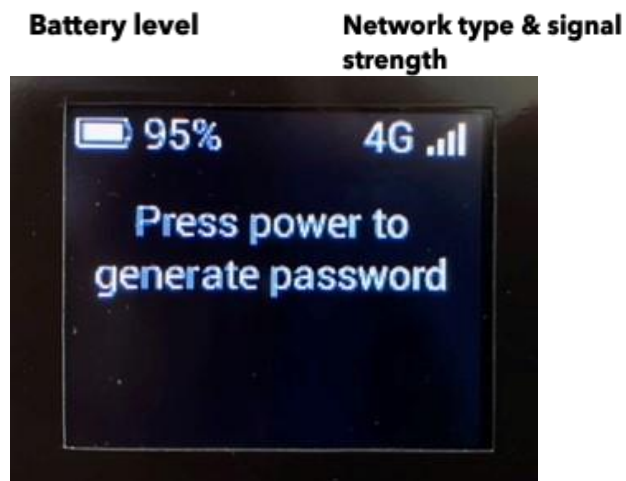 Battery level
Network type & signal
strength
95%
4G
Press power to
generate password